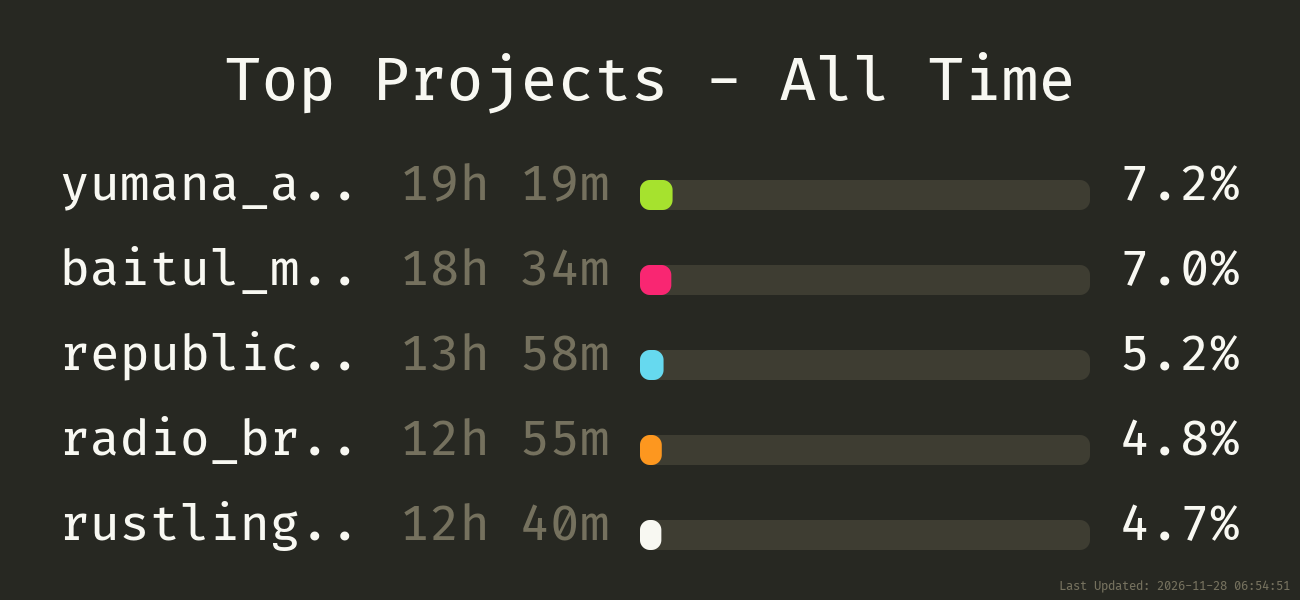 Top Projects - All Time
yumana_a.. 19h 19m 7.2%
baitul_m.. 18h 34m 7.0%
republic.. 13h 58m 5.2%
radio_br.. 12h 55m 4.8%
rustling.. 12h 40m 4.7%
Last Updated: 2026-11-28 06:54:51